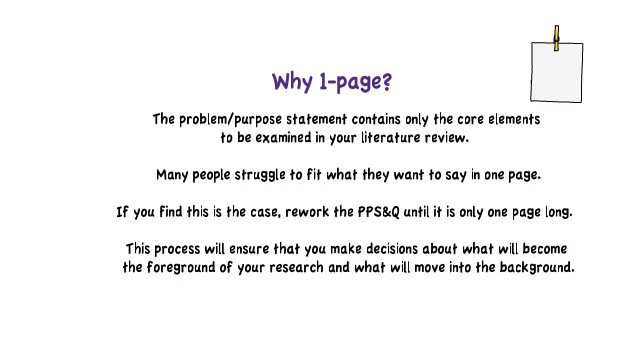 Why 1-page?
The problem/purpose statement contains only the core elements
to be examined in your literature review.
Many people struggle to fit what they want to say in one page.
If you find this is the case, rework the PPS&Q until it is only one page long.
This process will ensure that you make decisions about what will become
the foreground of your research and what will move into the background.